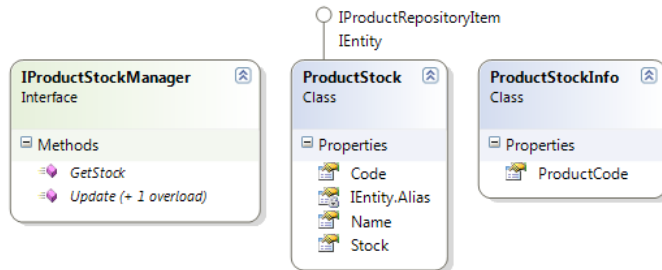 IProductRepositoryItem
IEntity
IProductStockManager
Interface
Methods
GetStock
Update (+ 1 overload)
ProductStock
Class
Properties
Code
IEntity.Alias
Name
Stock
ProductStockInfo
Class
Properties
ProductCode